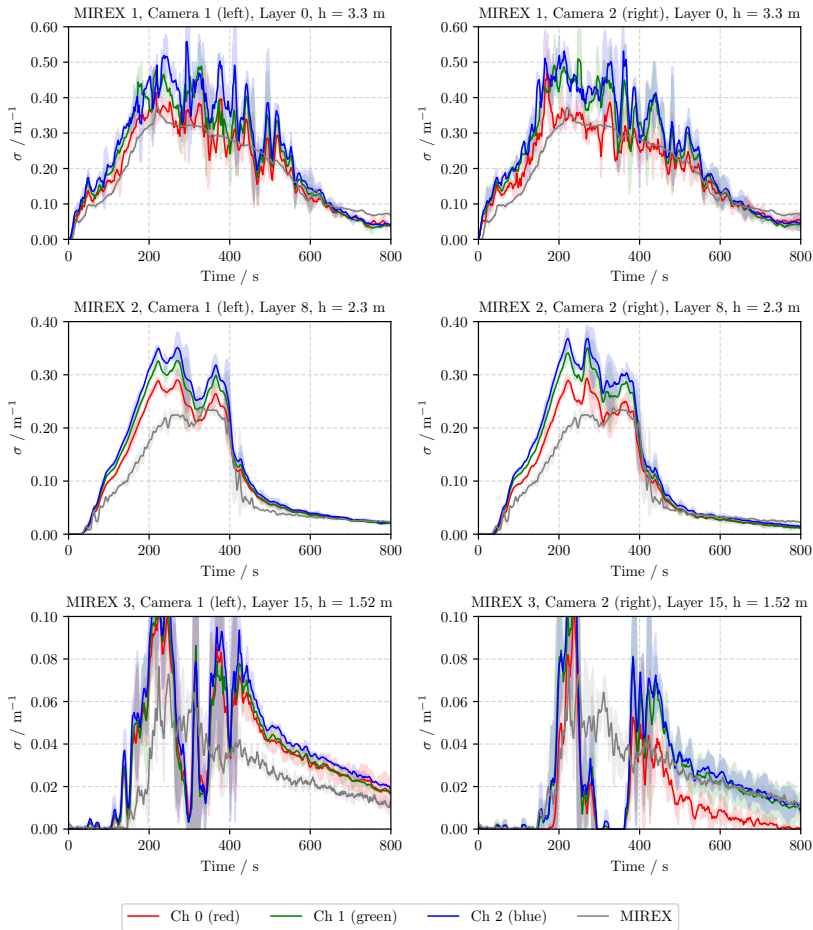 MIREX 1, Camera 1 (left), Layer 0, h = 3.3 m
0.60
0.50
0.40
0.30
0.20
0.10
0.00
σ / m⁻¹
0 200 400 600 800
Time / s
MIREX 1, Camera 2 (right), Layer 0, h = 3.3 m
0.60
0.50
0.40
0.30
0.20
0.10
0.00
σ / m⁻¹
0 200 400 600 800
Time / s
MIREX 2, Camera 1 (left), Layer 8, h = 2.3 m
0.40
0.30
0.20
0.10
0.00
σ / m⁻¹
0 200 400 600 800
Time / s
MIREX 2, Camera 2 (right), Layer 8, h = 2.3 m
0.40
0.30
0.20
0.10
0.00
σ / m⁻¹
0 200 400 600 800
Time / s
MIREX 3, Camera 1 (left), Layer 15, h = 1.52 m
0.10
0.08
0.06
0.04
0.02
0.00
σ / m⁻¹
0 200 400 600 800
Time / s
MIREX 3, Camera 2 (right), Layer 15, h = 1.52 m
0.10
0.08
0.06
0.04
0.02
0.00
σ / m⁻¹
0 200 400 600 800
Time / s
Ch 0 (red) Ch 1 (green) Ch 2 (blue) MIREX